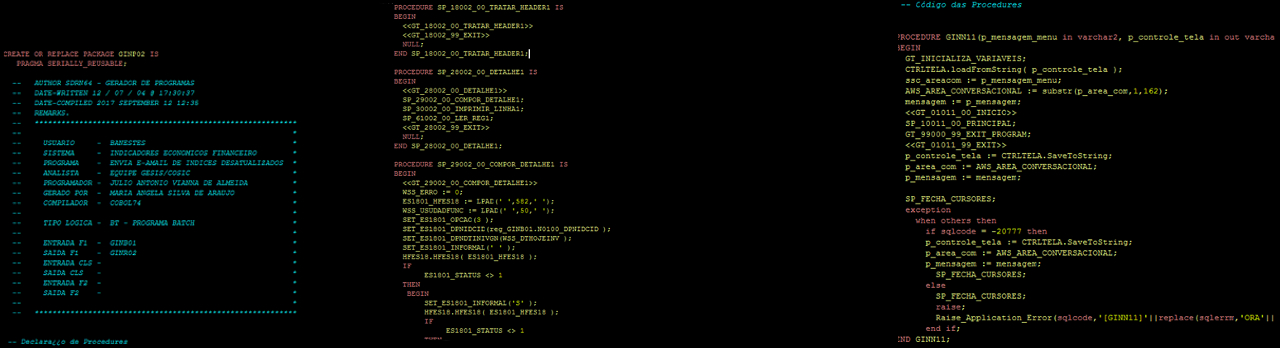 CREATE OR REPLACE PACKAGE GINP02 IS
PRAGMA SERIALLY_REUSABLE;
-- AUTHOR SDRM64 - GERADOR DE PROGRAMAS
-- DATE-WRITTEN 12 / 07 / 04 @ 17:30:37
-- DATE-COMPILED 2017 SEPTEMBER 12 12:36
-- REMARKS.
-- *************************************************************
-- *
-- USUARIO - BANESTES *
-- SISTEMA - INDICADORES ECONOMICOS FINANCEIRO *
-- PROGRAMA - ENVIA E-AMAIL DE INDICES DESATUALIZADOS *
-- ANALISTA - EQUIPE GESIS/COSIC *
-- PROGRAMADOR - JULIO ANTONIO VIANNA DE ALMEIDA *
-- GERADO POR - MARIA ANGELA SILVA DE ARAUJO *
-- COMPILADOR - COBOL74 *
-- *
-- TIPO LOGICA - BT - PROGRAMA BATCH *
-- *
-- ENTRADA F1 - GINB01 *
-- SAIDA F1 - GINR02 *
-- ENTRADA CLS - *
-- SAIDA CLS - *
-- ENTRADA F2 - *
-- SAIDA F2 - *
-- *
-- *************************************************************
-- Declara¿¿o de Procedures
PROCEDURE SP_18002_00_TRATAR_HEADER1 IS
BEGIN
<<GT_18002_00_TRATAR_HEADER1>>
<<GT_18002_99_EXIT>>
NULL;
END SP_18002_00_TRATAR_HEADER1;
PROCEDURE SP_28002_00_DETALHE1 IS
BEGIN
<<GT_28002_00_DETALHE1>>
SP_29002_00_COMPOR_DETALHE1;
SP_30002_00_IMPRIMIR_LINHA1;
SP_61002_00_LER_REG1;
<<GT_28002_99_EXIT>>
NULL;
END SP_28002_00_DETALHE1;
PROCEDURE SP_29002_00_COMPOR_DETALHE1 IS
BEGIN
<<GT_29002_00_COMPOR_DETALHE1>>
WSS_ERRO := 0;
ES1801_HFES18 := LPAD(' ',582,' ');
WSS_USUDADFUNC := LPAD(' ',50,' ');
SET_ES1801_OPCAO(5 );
SET_ES1801_DPNIDCID(reg_GINB01.N0100_DPNIDCID );
SET_ES1801_DPNDTINIVGN(WSS_DTHOJEINV );
SET_ES1801_INFORMAL(' ' );
HFES18.HFES18( ES1801_HFES18 );
IF
ES1801_STATUS <> 1
THEN
BEGIN
SET_ES1801_INFORMAL('S' );
HFES18.HFES18( ES1801_HFES18 );
IF
ES1801_STATUS <> 1
-- Código das Procedures
PROCEDURE GINN11(p_mensagem_menu in varchar2, p_controle_tela in out varcha
BEGIN
GT_INICIALIZA_VARIAVEIS;
CTRLTELA.loadFromString( p_controle_tela );
ssc_areacom := p_mensagem_menu;
AWS_AREA_CONVERSACIONAL := substr(p_area_com,1,162);
mensagem := p_mensagem;
<<GT_01011_00_INICIO>>
SP_10011_00_PRINCIPAL;
GT_99000_99_EXIT_PROGRAM;
<<GT_01011_99_EXIT>>
p_controle_tela := CTRLTELA.SaveToString;
p_area_com := AWS_AREA_CONVERSACIONAL;
p_mensagem := mensagem;
SP_FECHA_CURSORES;
exception
when others then
if sqlcode = -20777 then
p_controle_tela := CTRLTELA.SaveToString;
p_area_com := AWS_AREA_CONVERSACIONAL;
p_mensagem := mensagem;
SP_FECHA_CURSORES;
else
SP_FECHA_CURSORES;
raise;
Raise_Application_Error(sqlcode,'[GINN11]'||replace(sqlerrm,'ORA'||
end if;
END GINN11;